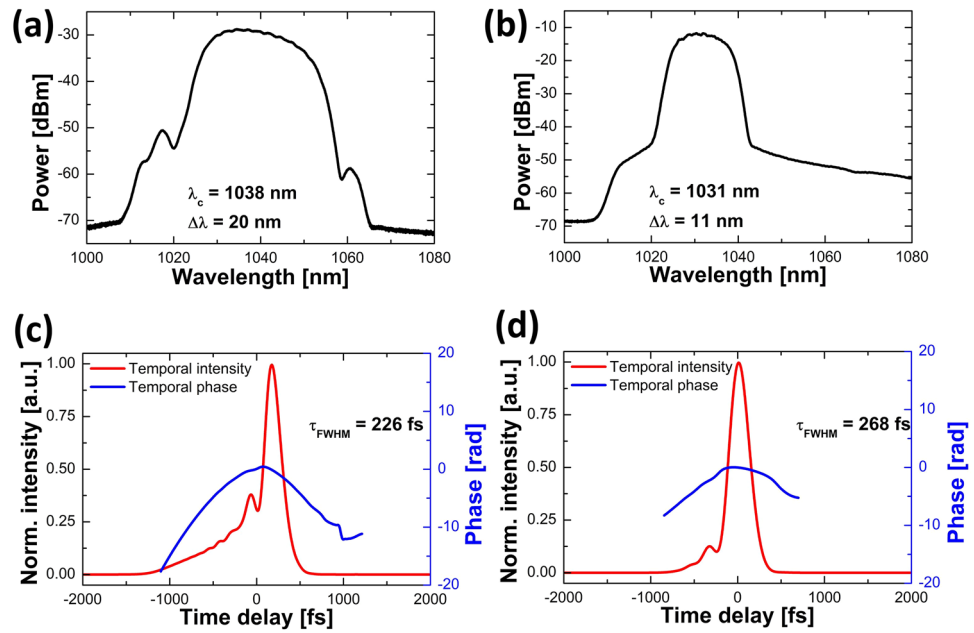 (a)
-30
-40
-50
-60
-70
Power [dBm]
λc = 1038 nm
Δλ = 20 nm
1000 1020 1040 1060 1080
Wavelength [nm]
(b)
-10
-20
-30
-40
-50
-60
-70
Power [dBm]
λc = 1031 nm
Δλ = 11 nm
1000 1020 1040 1060 1080
Wavelength [nm]
(c)
1.00
0.75
0.50
0.25
0.00
Norm. intensity [a.u.]
Temporal intensity
Temporal phase
τFWHM = 226 fs
20
10
0
-10
-20
Phase [rad]
-2000 -1000 0 1000 2000
Time delay [fs]
(d)
1.00
0.75
0.50
0.25
0.00
Norm. intensity [a.u.]
Temporal intensity
Temporal phase
τFWHM = 268 fs
20
10
0
-10
-20
Phase [rad]
-2000 -1000 0 1000 2000
Time delay [fs]